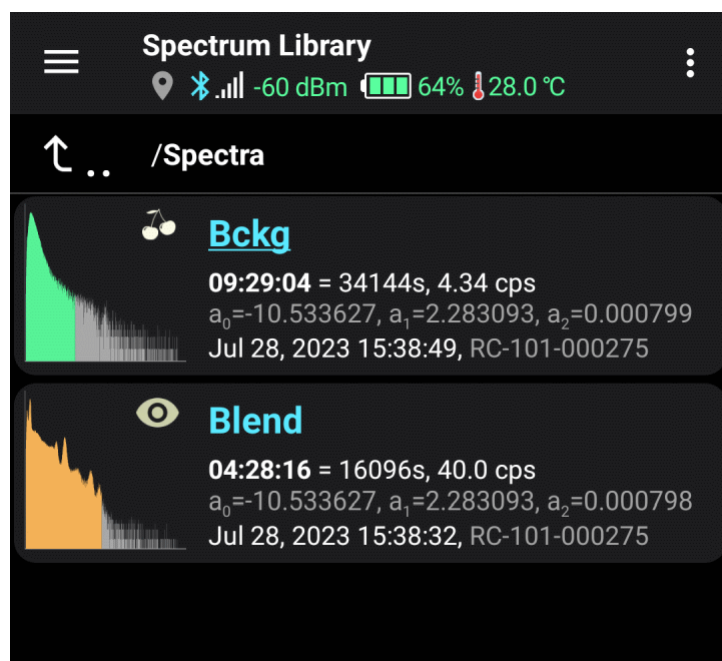 Spectrum Library
-60 dBm 64% 28.0 °C
.. /Spectra
Bckg
09:29:04 = 34144s, 4.34 cps
a₀=-10.533627, a₁=2.283093, a₂=0.000799
Jul 28, 2023 15:38:49, RC-101-000275
Blend
04:28:16 = 16096s, 40.0 cps
a₀=-10.533627, a₁=2.283093, a₂=0.000798
Jul 28, 2023 15:38:32, RC-101-000275